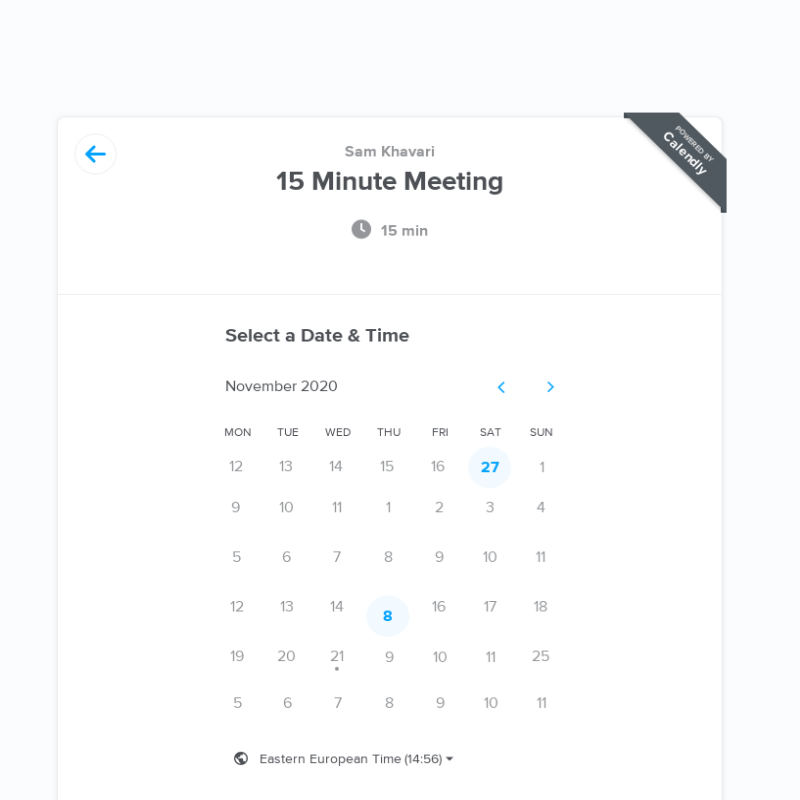 POWERED BY
Calendly
Sam Khavari
15 Minute Meeting
15 min
Select a Date & Time
November 2020
MON TUE WED THU FRI SAT SUN
12 13 14 15 16 27 1
9 10 11 1 2 3 4
5 6 7 8 9 10 11
12 13 14 8 16 17 18
19 20 21 9 10 11 25
5 6 7 8 9 10 11
Eastern European Time (14:56)